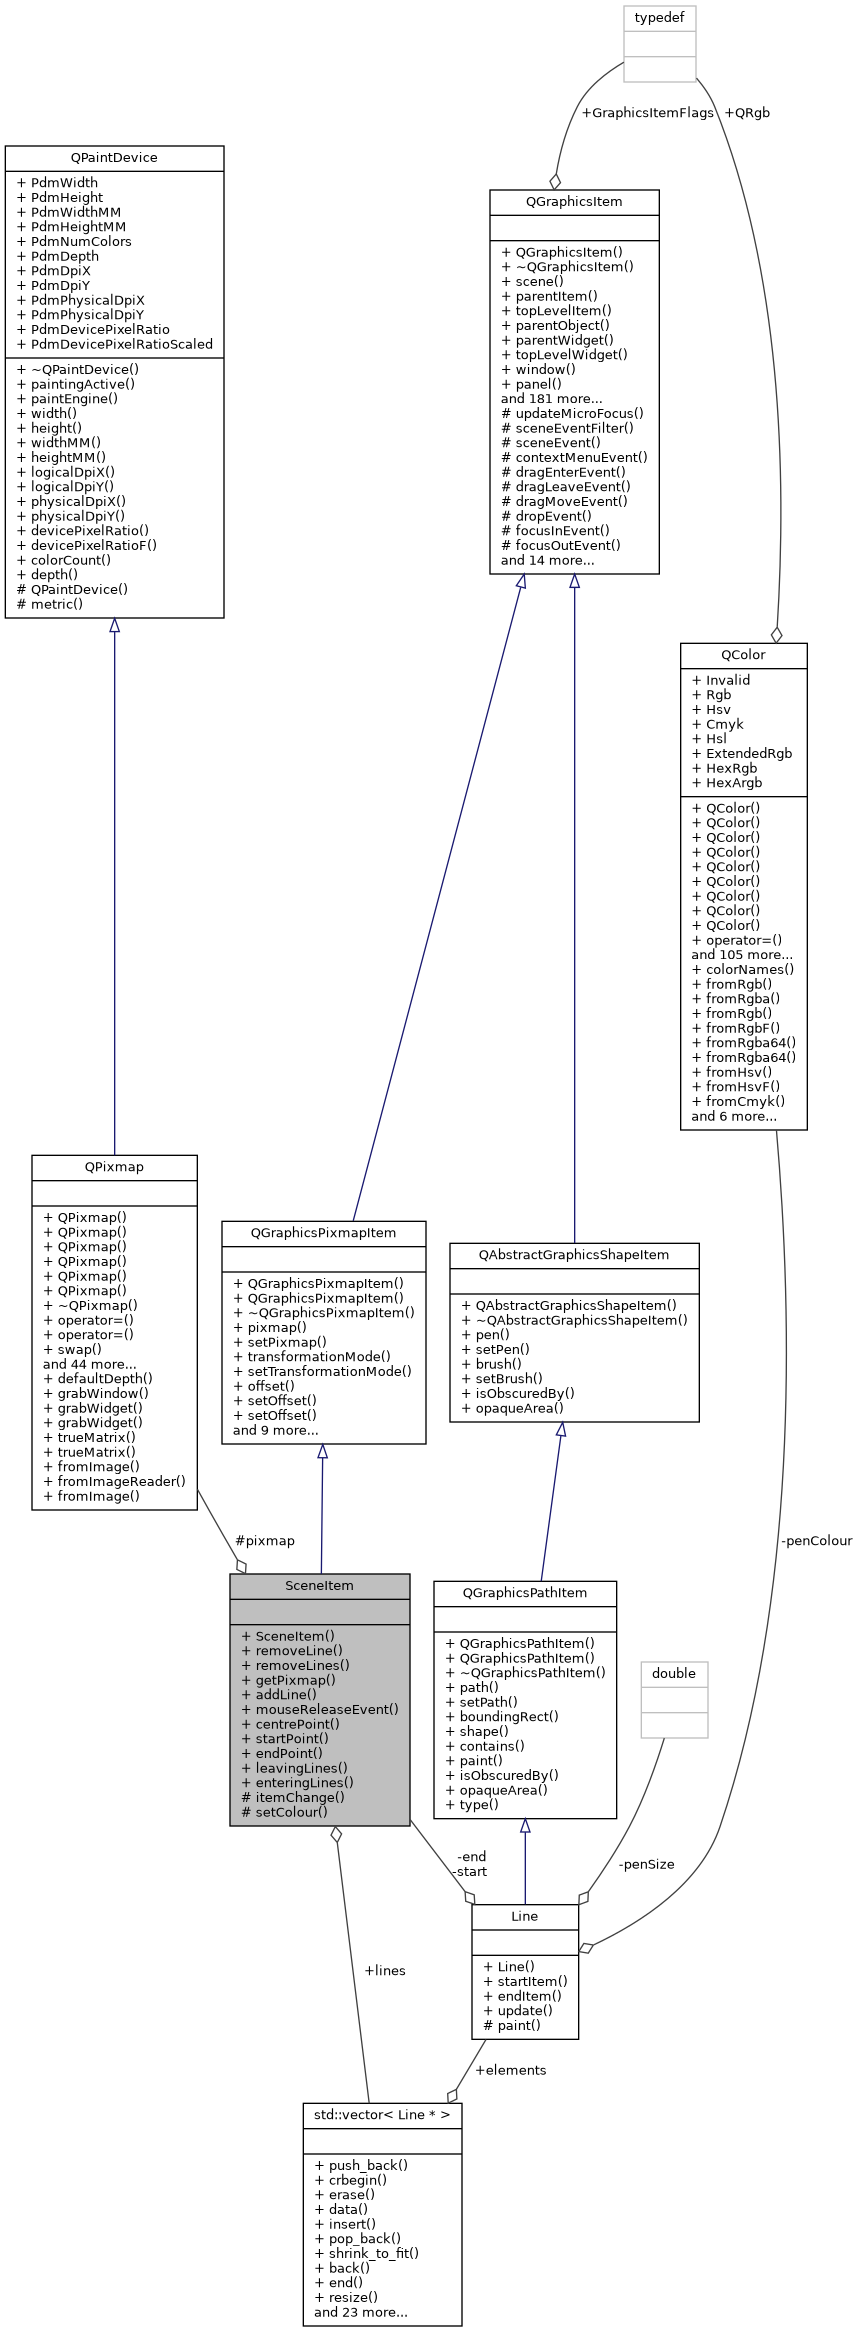 typedef
+GraphicsItemFlags
+QRgb
QPaintDevice
+ PdmWidth
+ PdmHeight
+ PdmWidthMM
+ PdmHeightMM
+ PdmNumColors
+ PdmDepth
+ PdmDpiX
+ PdmDpiY
+ PdmPhysicalDpiX
+ PdmPhysicalDpiY
+ PdmDevicePixelRatio
+ PdmDevicePixelRatioScaled
+ ~QPaintDevice()
+ paintingActive()
+ paintEngine()
+ width()
+ height()
+ widthMM()
+ heightMM()
+ logicalDpiX()
+ logicalDpiY()
+ physicalDpiX()
+ physicalDpiY()
+ devicePixelRatio()
+ devicePixelRatioF()
+ colorCount()
+ depth()
# QPaintDevice()
# metric()
QGraphicsItem
+ QGraphicsItem()
+ ~QGraphicsItem()
+ scene()
+ parentItem()
+ topLevelItem()
+ parentObject()
+ parentWidget()
+ topLevelWidget()
+ window()
+ panel()
and 181 more...
# updateMicroFocus()
# sceneEventFilter()
# sceneEvent()
# contextMenuEvent()
# dragEnterEvent()
# dragLeaveEvent()
# dragMoveEvent()
# dropEvent()
# focusInEvent()
# focusOutEvent()
and 14 more...
QColor
+ Invalid
+ Rgb
+ Hsv
+ Cmyk
+ Hsl
+ ExtendedRgb
+ HexRgb
+ HexArgb
+ QColor()
+ QColor()
+ QColor()
+ QColor()
+ QColor()
+ QColor()
+ QColor()
+ QColor()
+ QColor()
+ operator=()
and 105 more...
+ colorNames()
+ fromRgb()
+ fromRgba()
+ fromRgb()
+ fromRgbF()
+ fromRgba64()
+ fromRgba64()
+ fromHsv()
+ fromHsvF()
+ fromCmyk()
and 6 more...
QPixmap
+ QPixmap()
+ QPixmap()
+ QPixmap()
+ QPixmap()
+ QPixmap()
+ QPixmap()
+ ~QPixmap()
+ operator=()
+ operator=()
+ swap()
and 44 more...
+ defaultDepth()
+ grabWindow()
+ grabWidget()
+ grabWidget()
+ trueMatrix()
+ trueMatrix()
+ fromImage()
+ fromImageReader()
+ fromImage()
QGraphicsPixmapItem
+ QGraphicsPixmapItem()
+ QGraphicsPixmapItem()
+ ~QGraphicsPixmapItem()
+ pixmap()
+ setPixmap()
+ transformationMode()
+ setTransformationMode()
+ offset()
+ setOffset()
+ setOffset()
and 9 more...
QAbstractGraphicsShapeItem
+ QAbstractGraphicsShapeItem()
+ ~QAbstractGraphicsShapeItem()
+ pen()
+ setPen()
+ brush()
+ setBrush()
+ isObscuredBy()
+ opaqueArea()
#pixmap
-penColour
SceneItem
+ SceneItem()
+ removeLine()
+ removeLines()
+ getPixmap()
+ addLine()
+ mouseReleaseEvent()
+ centrePoint()
+ startPoint()
+ endPoint()
+ leavingLines()
+ enteringLines()
# itemChange()
# setColour()
QGraphicsPathItem
+ QGraphicsPathItem()
+ QGraphicsPathItem()
+ ~QGraphicsPathItem()
+ path()
+ setPath()
+ boundingRect()
+ shape()
+ contains()
+ paint()
+ isObscuredBy()
+ opaqueArea()
+ type()
double
-end
-start
-penSize
Line
+ Line()
+ startItem()
+ endItem()
+ update()
# paint()
+lines
+elements
std::vector< Line * >
+ push_back()
+ crbegin()
+ erase()
+ data()
+ insert()
+ pop_back()
+ shrink_to_fit()
+ back()
+ end()
+ resize()
and 23 more...